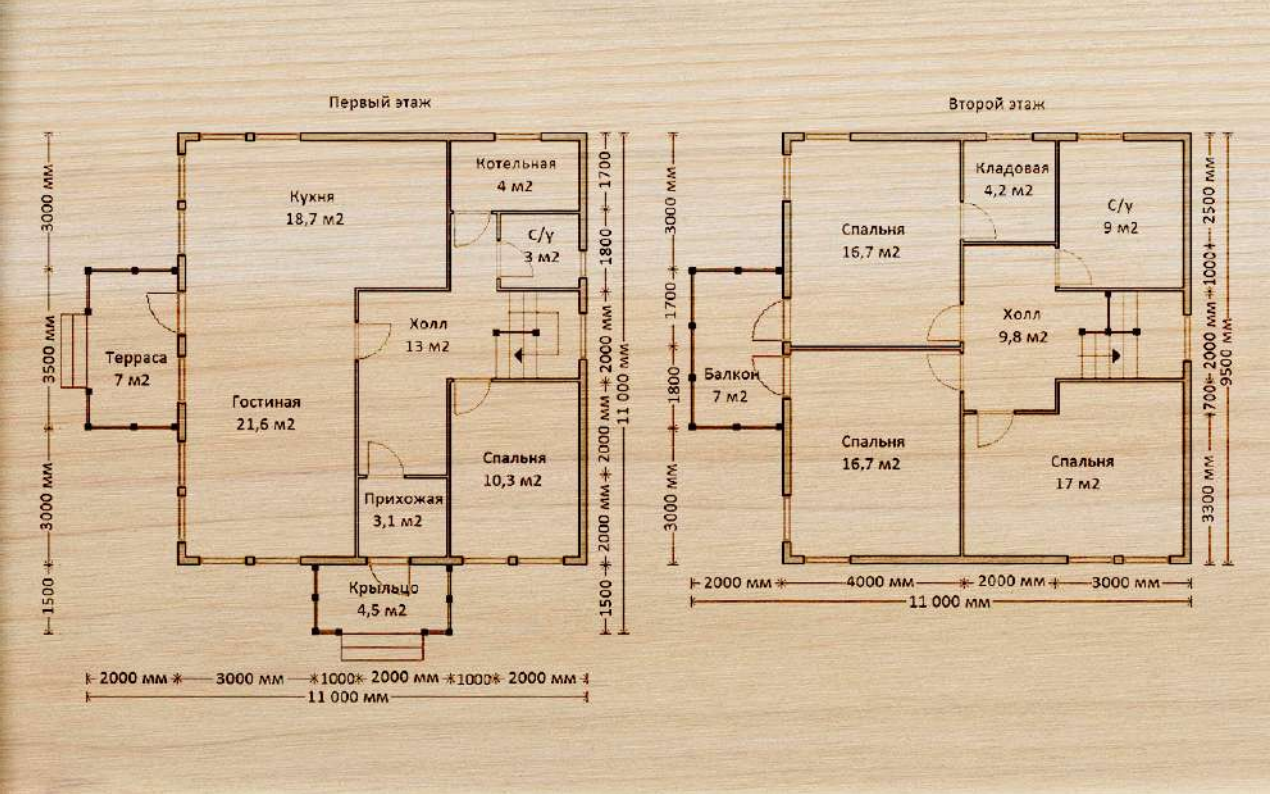 Первый этаж
Второй этаж
Кухня
18,7 м2
Котельная
4 м2
С/у
3 м2
Холл
13 м2
Терраса
7 м2
Гостиная
21,6 м2
Спальня
10,3 м2
Прихожая
3,1 м2
Крыльцо
4,5 м2
3000 мм
3500 мм
3000 мм
1500
1700
1800
2000 мм
2000 мм
2000 мм
1500
11 000 мм
2000 мм
3000 мм
1000
2000 мм
1000
2000 мм
11 000 мм
Спальня
16,7 м2
Кладовая
4,2 м2
С/у
9 м2
Холл
9,8 м2
Балкон
7 м2
Спальня
16,7 м2
Спальня
17 м2
3000 мм
1700
1800
3000 мм
2500 мм
1000
2000 мм
700
3300 мм
9500 мм
2000 мм
4000 мм
2000 мм
3000 мм
11 000 мм